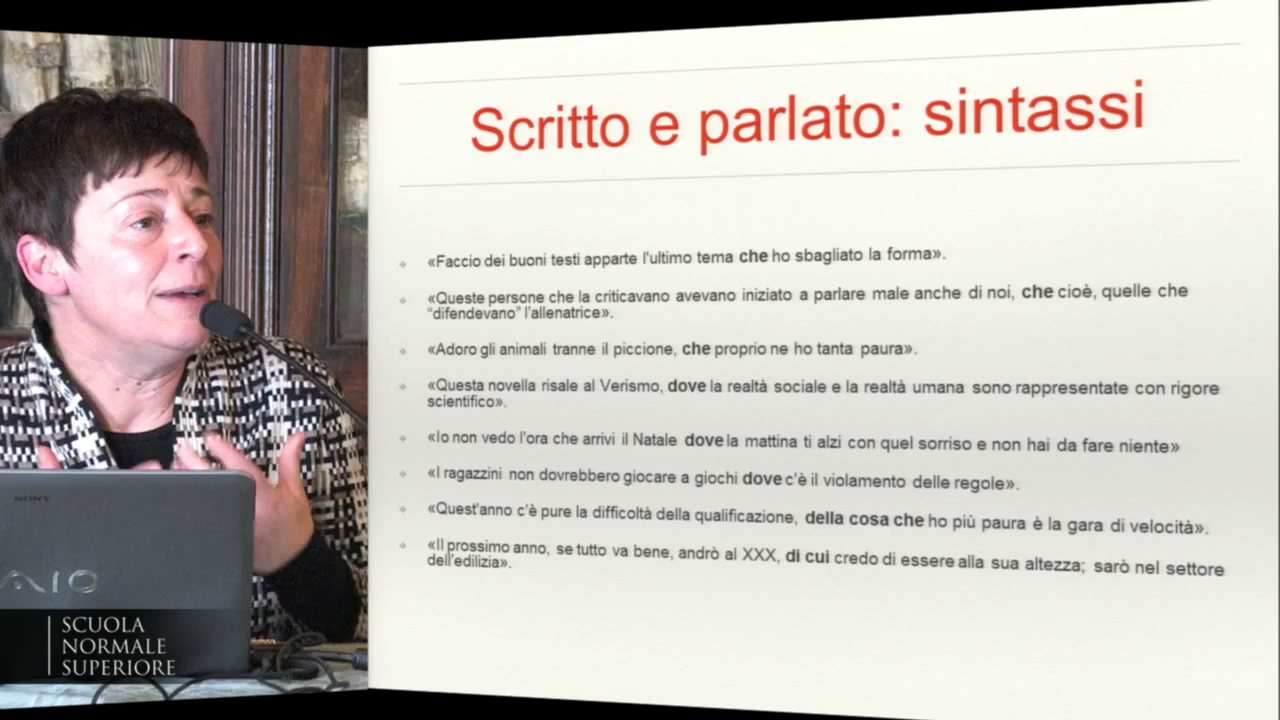 Scritto e parlato: sintassi
«Faccio dei buoni testi apparte l'ultimo tema che ho sbagliato la forma».
«Queste persone che la criticavano avevano iniziato a parlare male anche di noi, che cioè, quelle che
“difendevano” l'allenatrice».
«Adoro gli animali tranne il piccione, che proprio ne ho tanta paura».
«Questa novella risale al Verismo, dove la realtà sociale e la realtà umana sono rappresentate con rigore
scientifico».
«Io non vedo l'ora che arrivi il Natale dove la mattina ti alzi con quel sorriso e non hai da fare niente»
«I ragazzini non dovrebbero giocare a giochi dove c'è il violamento delle regole».
«Quest'anno c'è pure la difficoltà della qualificazione, della cosa che ho più paura è la gara di velocità».
«Il prossimo anno, se tutto va bene, andrò al XXX, di cui credo di essere alla sua altezza; sarò nel settore
dell'edilizia».
SONY
VAIO
SCUOLA
NORMALE
SUPERIORE